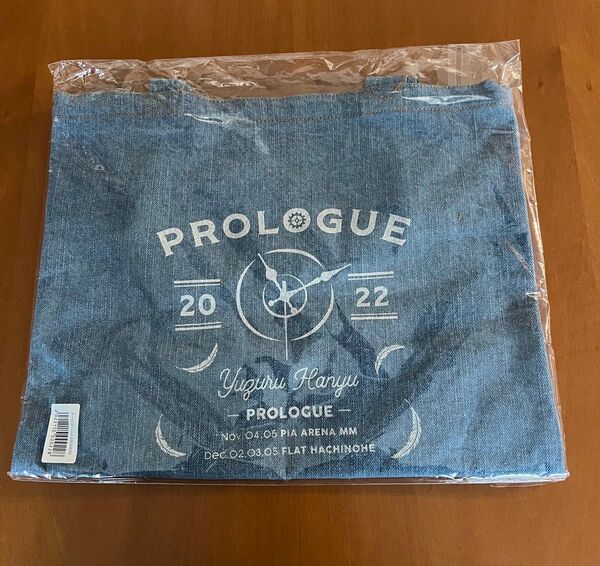 PROLOGUE
20 22
Yuzuru Hanyu
— PROLOGUE —
Nov 04.05 PIA ARENA MM
Dec.02.03.05 FLAT HACHINOHE